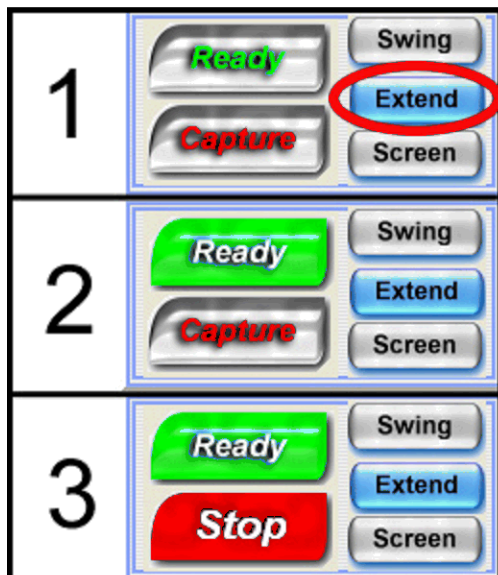 1
Ready
Capture
Swing
Extend
Screen
2
Ready
Capture
Swing
Extend
Screen
3
Ready
Stop
Swing
Extend
Screen